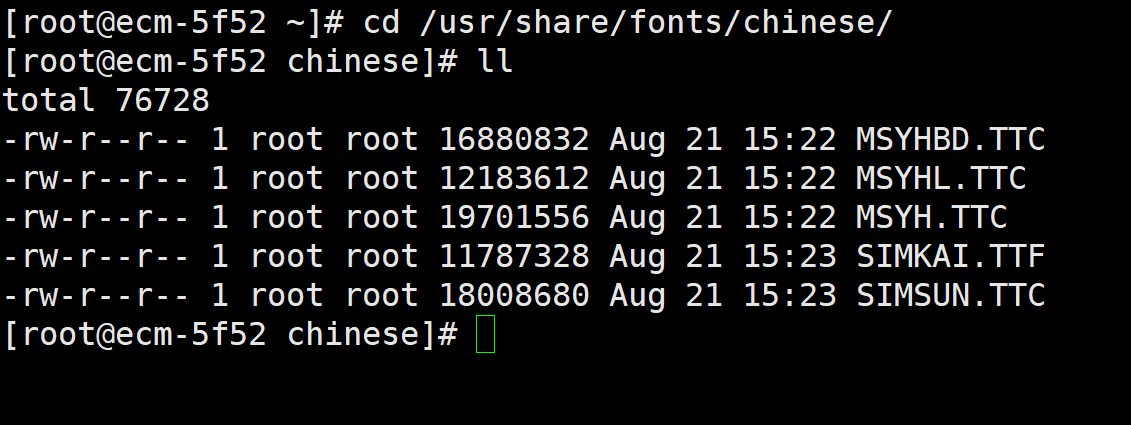 [root@ecm-5f52 ~]# cd /usr/share/fonts/chinese/
[root@ecm-5f52 chinese]# ll
total 76728
-rw-r--r-- 1 root root 16880832 Aug 21 15:22 MSYHBD.TTC
-rw-r--r-- 1 root root 12183612 Aug 21 15:22 MSYHL.TTC
-rw-r--r-- 1 root root 19701556 Aug 21 15:22 MSYH.TTC
-rw-r--r-- 1 root root 11787328 Aug 21 15:23 SIMKAI.TTF
-rw-r--r-- 1 root root 18008680 Aug 21 15:23 SIMSUN.TTC
[root@ecm-5f52 chinese]#